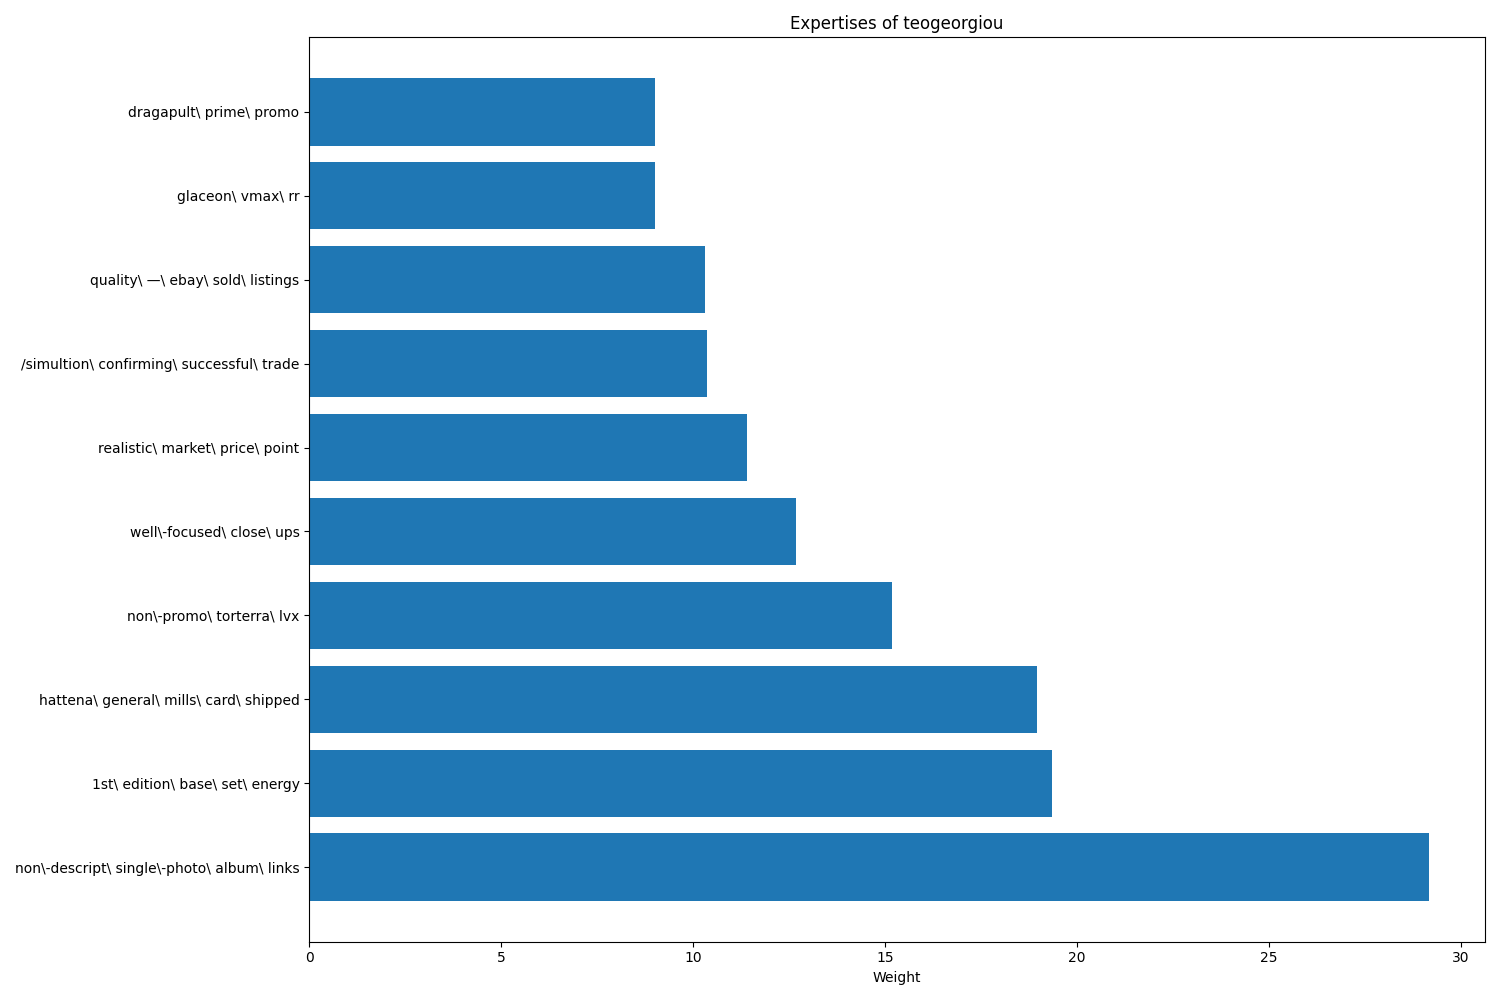 Expertises of teogeorgiou
dragapult\ prime\ promo
glaceon\ vmax\ rr
quality\ —\ ebay\ sold\ listings
/simultion\ confirming\ successful\ trade
realistic\ market\ price\ point
well\-focused\ close\ ups
non\-promo\ torterra\ lvx
hattena\ general\ mills\ card\ shipped
1st\ edition\ base\ set\ energy
non\-descript\ single\-photo\ album\ links
0 5 10 15 20 25 30
Weight